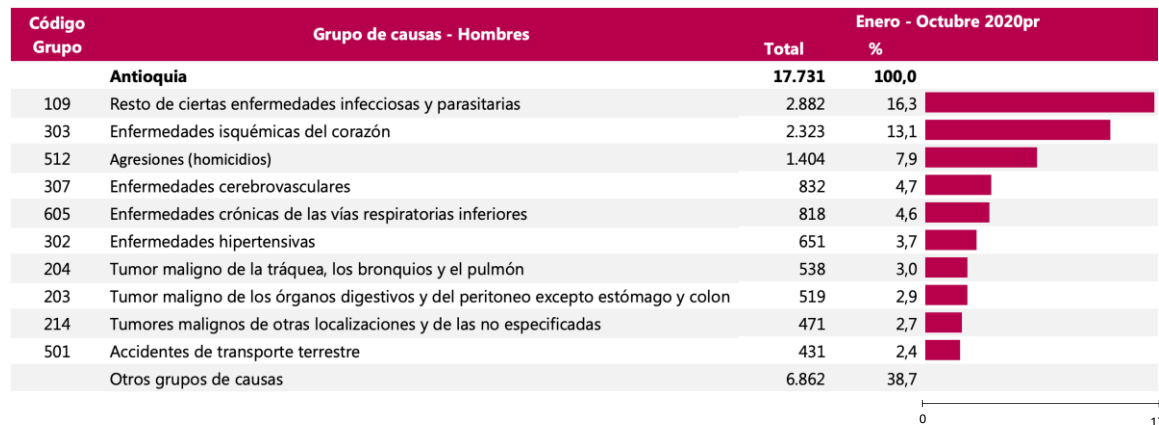 Código Grupo Grupo de causas - Hombres Enero - Octubre 2020pr
Total %
Antioquia 17.731 100,0
109 Resto de ciertas enfermedades infecciosas y parasitarias 2.882 16,3
303 Enfermedades isquémicas del corazón 2.323 13,1
512 Agresiones (homicidios) 1.404 7,9
307 Enfermedades cerebrovasculares 832 4,7
605 Enfermedades crónicas de las vías respiratorias inferiores 818 4,6
302 Enfermedades hipertensivas 651 3,7
204 Tumor maligno de la tráquea, los bronquios y el pulmón 538 3,0
203 Tumor maligno de los órganos digestivos y del peritoneo excepto estómago y colon 519 2,9
214 Tumores malignos de otras localizaciones y de las no especificadas 471 2,7
501 Accidentes de transporte terrestre 431 2,4
Otros grupos de causas 6.862 38,7
0